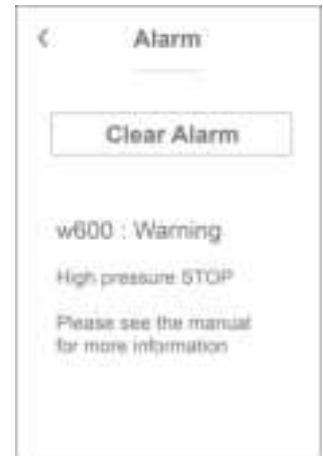 Alarm
Clear Alarm
w600 : Warning
High pressure STOP
Please see the manual
for more information